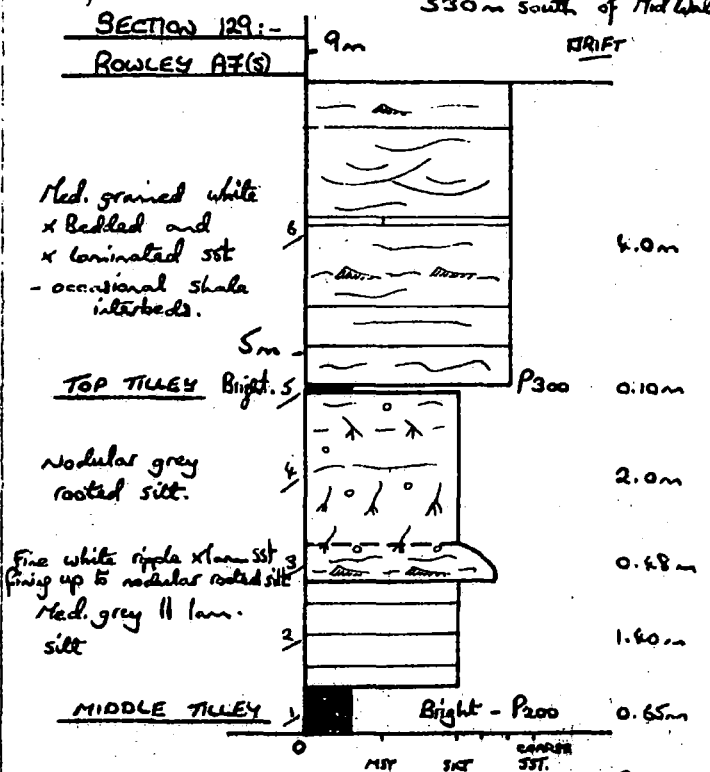 330m south of Mid
SECTION 129:-
9m
DRIFT
ROWLEY A7(S)
Med. grained white
x Bedded and
x laminated sst
- occasional shale
interbeds.
6
4.0m
5m
TOP TILLEY Bright. 5
P300
0.10m
Nodular grey
rooted silt.
4
2.0m
Fine white ripple xlam sst
fining up to nodular rooted silt
3
0.48m
Med. grey || lam.
silt
2
1.40m
MIDDLE TILLEY
1
Bright - P200
0.65m
0
MST
SILT
COARSE
SST.